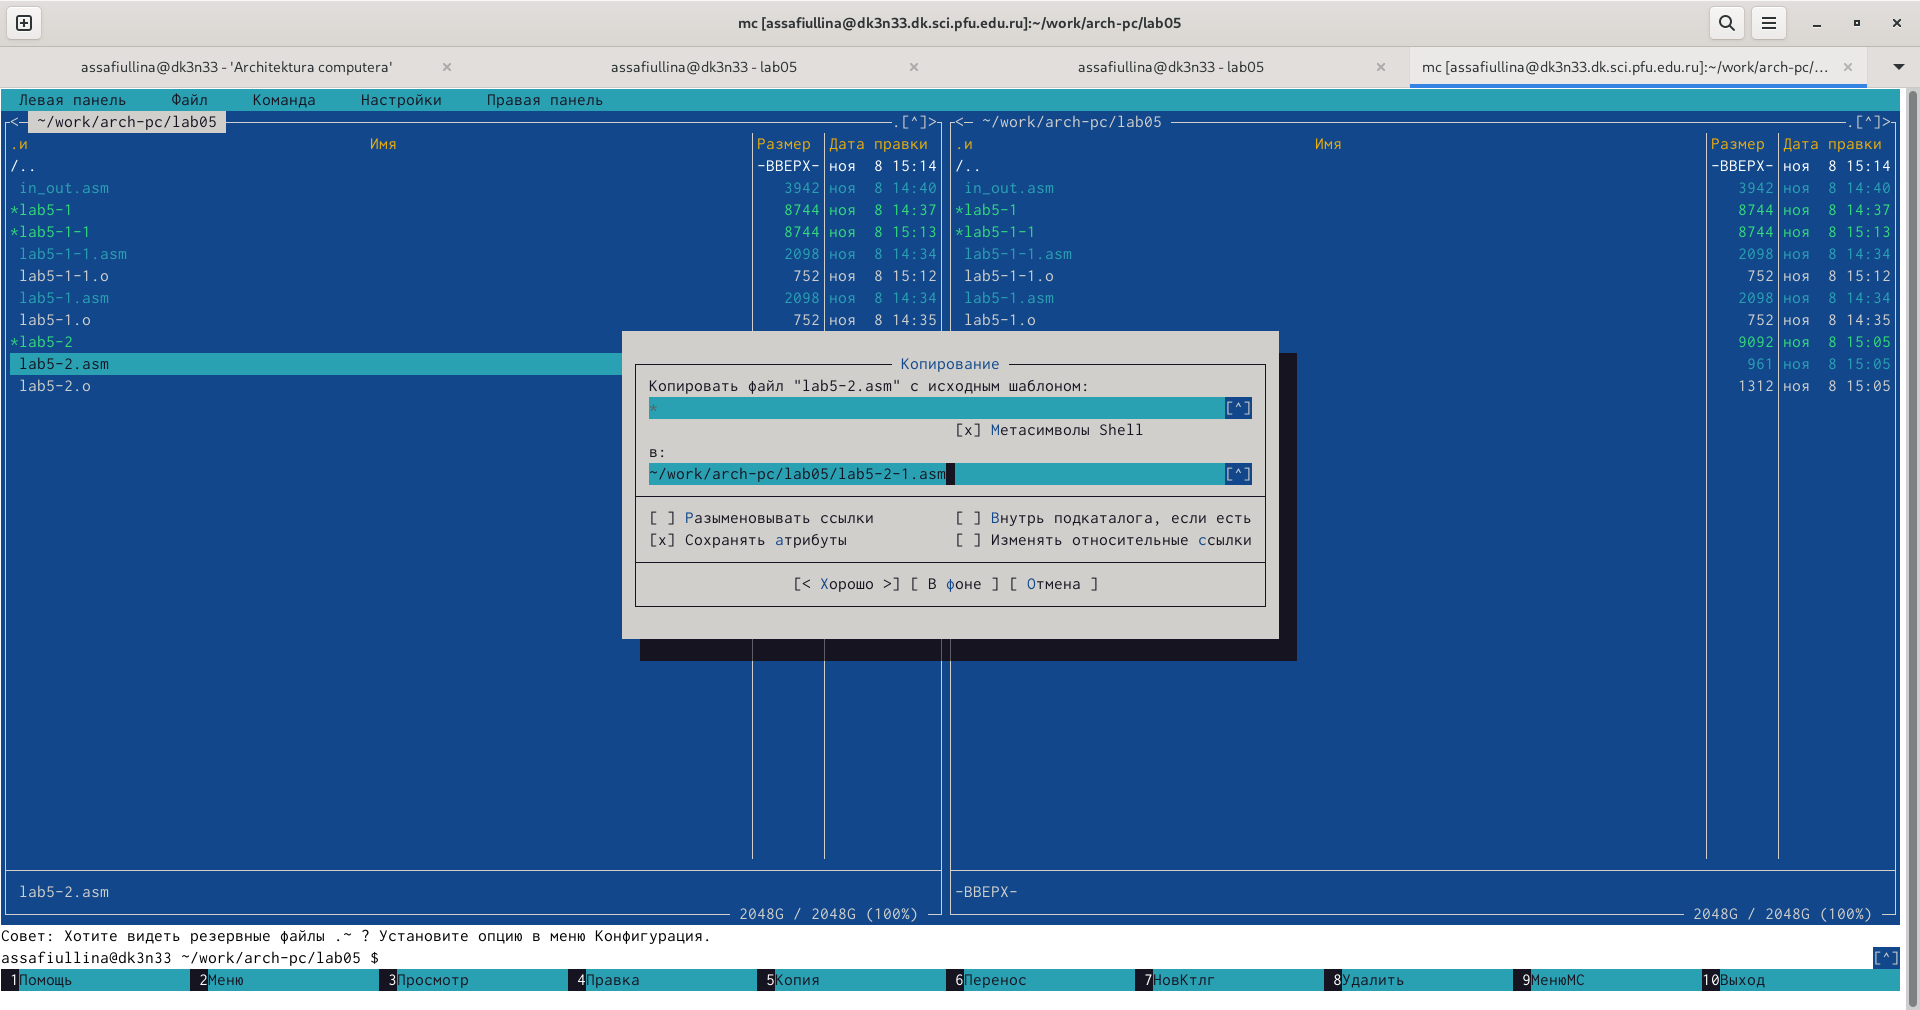 mc [assafiullina@dk3n33.dk.sci.pfu.edu.ru]:~/work/arch-pc/lab05
assafiullina@dk3n33 - 'Architektura computera' × assafiullina@dk3n33 - lab05 × assafiullina@dk3n33 - lab05 × mc [assafiullina@dk3n33.dk.sci.pfu.edu.ru]:~/work/arch-pc/… ×
Левая панель Файл Команда Настройки Правая панель
<─ ~/work/arch-pc/lab05 .[^]> <─ ~/work/arch-pc/lab05 .[^]>
.и Имя Размер Дата правки .и Имя Размер Дата правки
/.. -ВВЕРХ- ноя 8 15:14 /.. -ВВЕРХ- ноя 8 15:14
in_out.asm 3942 ноя 8 14:40 in_out.asm 3942 ноя 8 14:40
*lab5-1 8744 ноя 8 14:37 *lab5-1 8744 ноя 8 14:37
*lab5-1-1 8744 ноя 8 15:13 *lab5-1-1 8744 ноя 8 15:13
lab5-1-1.asm 2098 ноя 8 14:34 lab5-1-1.asm 2098 ноя 8 14:34
lab5-1-1.o 752 ноя 8 15:12 lab5-1-1.o 752 ноя 8 15:12
lab5-1.asm 2098 ноя 8 14:34 lab5-1.asm 2098 ноя 8 14:34
lab5-1.o 752 ноя 8 14:35 lab5-1.o 752 ноя 8 14:35
*lab5-2 9092 ноя 8 15:05
lab5-2.asm 961 ноя 8 15:05
lab5-2.o 1312 ноя 8 15:05
Копирование
Копировать файл "lab5-2.asm" с исходным шаблоном:
* [^]
[x] Метасимволы Shell
в:
~/work/arch-pc/lab05/lab5-2-1.asm [^]
[ ] Разыменовывать ссылки [ ] Внутрь подкаталога, если есть
[x] Сохранять атрибуты [ ] Изменять относительные ссылки
[< Хорошо >] [ В фоне ] [ Отмена ]
lab5-2.asm -ВВЕРХ-
2048G / 2048G (100%) 2048G / 2048G (100%)
Совет: Хотите видеть резервные файлы .~ ? Установите опцию в меню Конфигурация.
assafiullina@dk3n33 ~/work/arch-pc/lab05 $ [^]
1Помощь 2Меню 3Просмотр 4Правка 5Копия 6Перенос 7НовКтлг 8Удалить 9МенюMC 10Выход